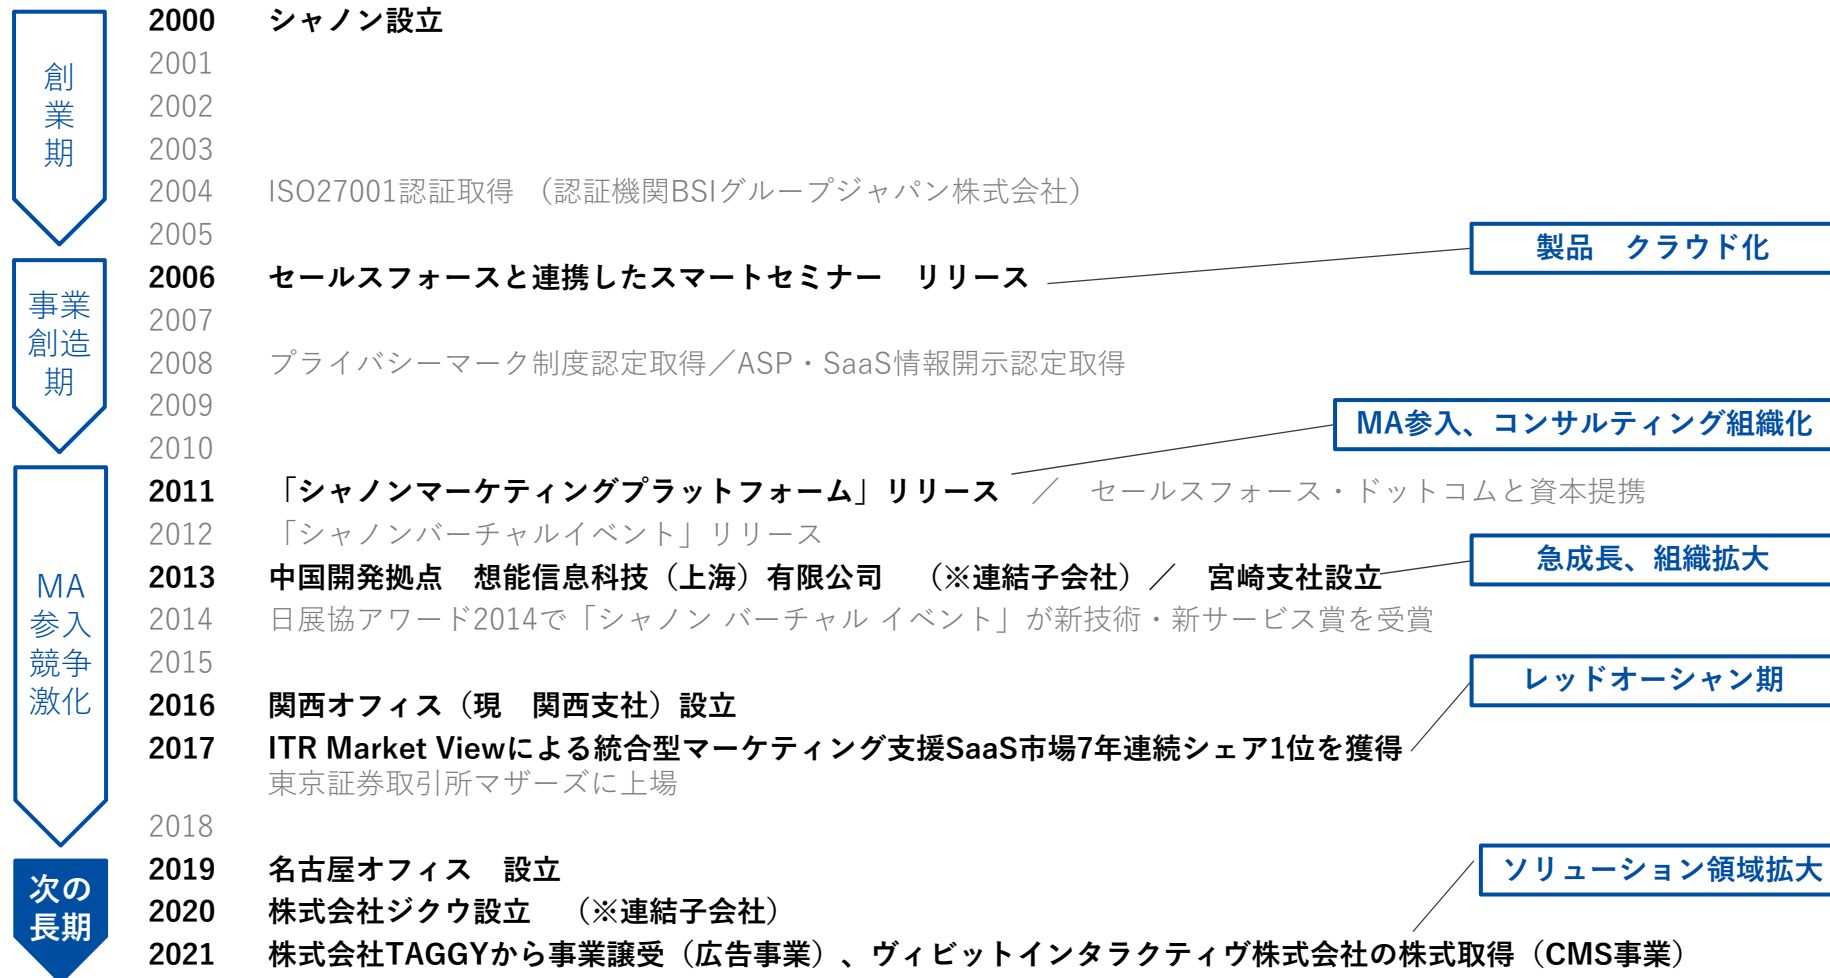 創業期
2000 シャノン設立
2001
2002
2003
2004 ISO27001認証取得 （認証機関BSIグループジャパン株式会社）
2005
製品　クラウド化
事業創造期
2006 セールスフォースと連携したスマートセミナー　リリース
2007
2008 プライバシーマーク制度認定取得／ASP・SaaS情報開示認定取得
2009
MA参入、コンサルティング組織化
2010
MA参入競争激化
2011 「シャノンマーケティングプラットフォーム」リリース　／　セールスフォース・ドットコムと資本提携
2012 「シャノンバーチャルイベント」リリース
急成長、組織拡大
2013 中国開発拠点　想能信息科技（上海）有限公司　（※連結子会社）／　宮崎支社設立
2014 日展協アワード2014で「シャノン バーチャル イベント」が新技術・新サービス賞を受賞
2015
レッドオーシャン期
2016 関西オフィス（現　関西支社）設立
2017 ITR Market Viewによる統合型マーケティング支援SaaS市場7年連続シェア1位を獲得
東京証券取引所マザーズに上場
2018
次の長期
2019 名古屋オフィス　設立
ソリューション領域拡大
2020 株式会社ジクウ設立　（※連結子会社）
2021 株式会社TAGGYから事業譲受（広告事業）、ヴィビットインタラクティヴ株式会社の株式取得（CMS事業）